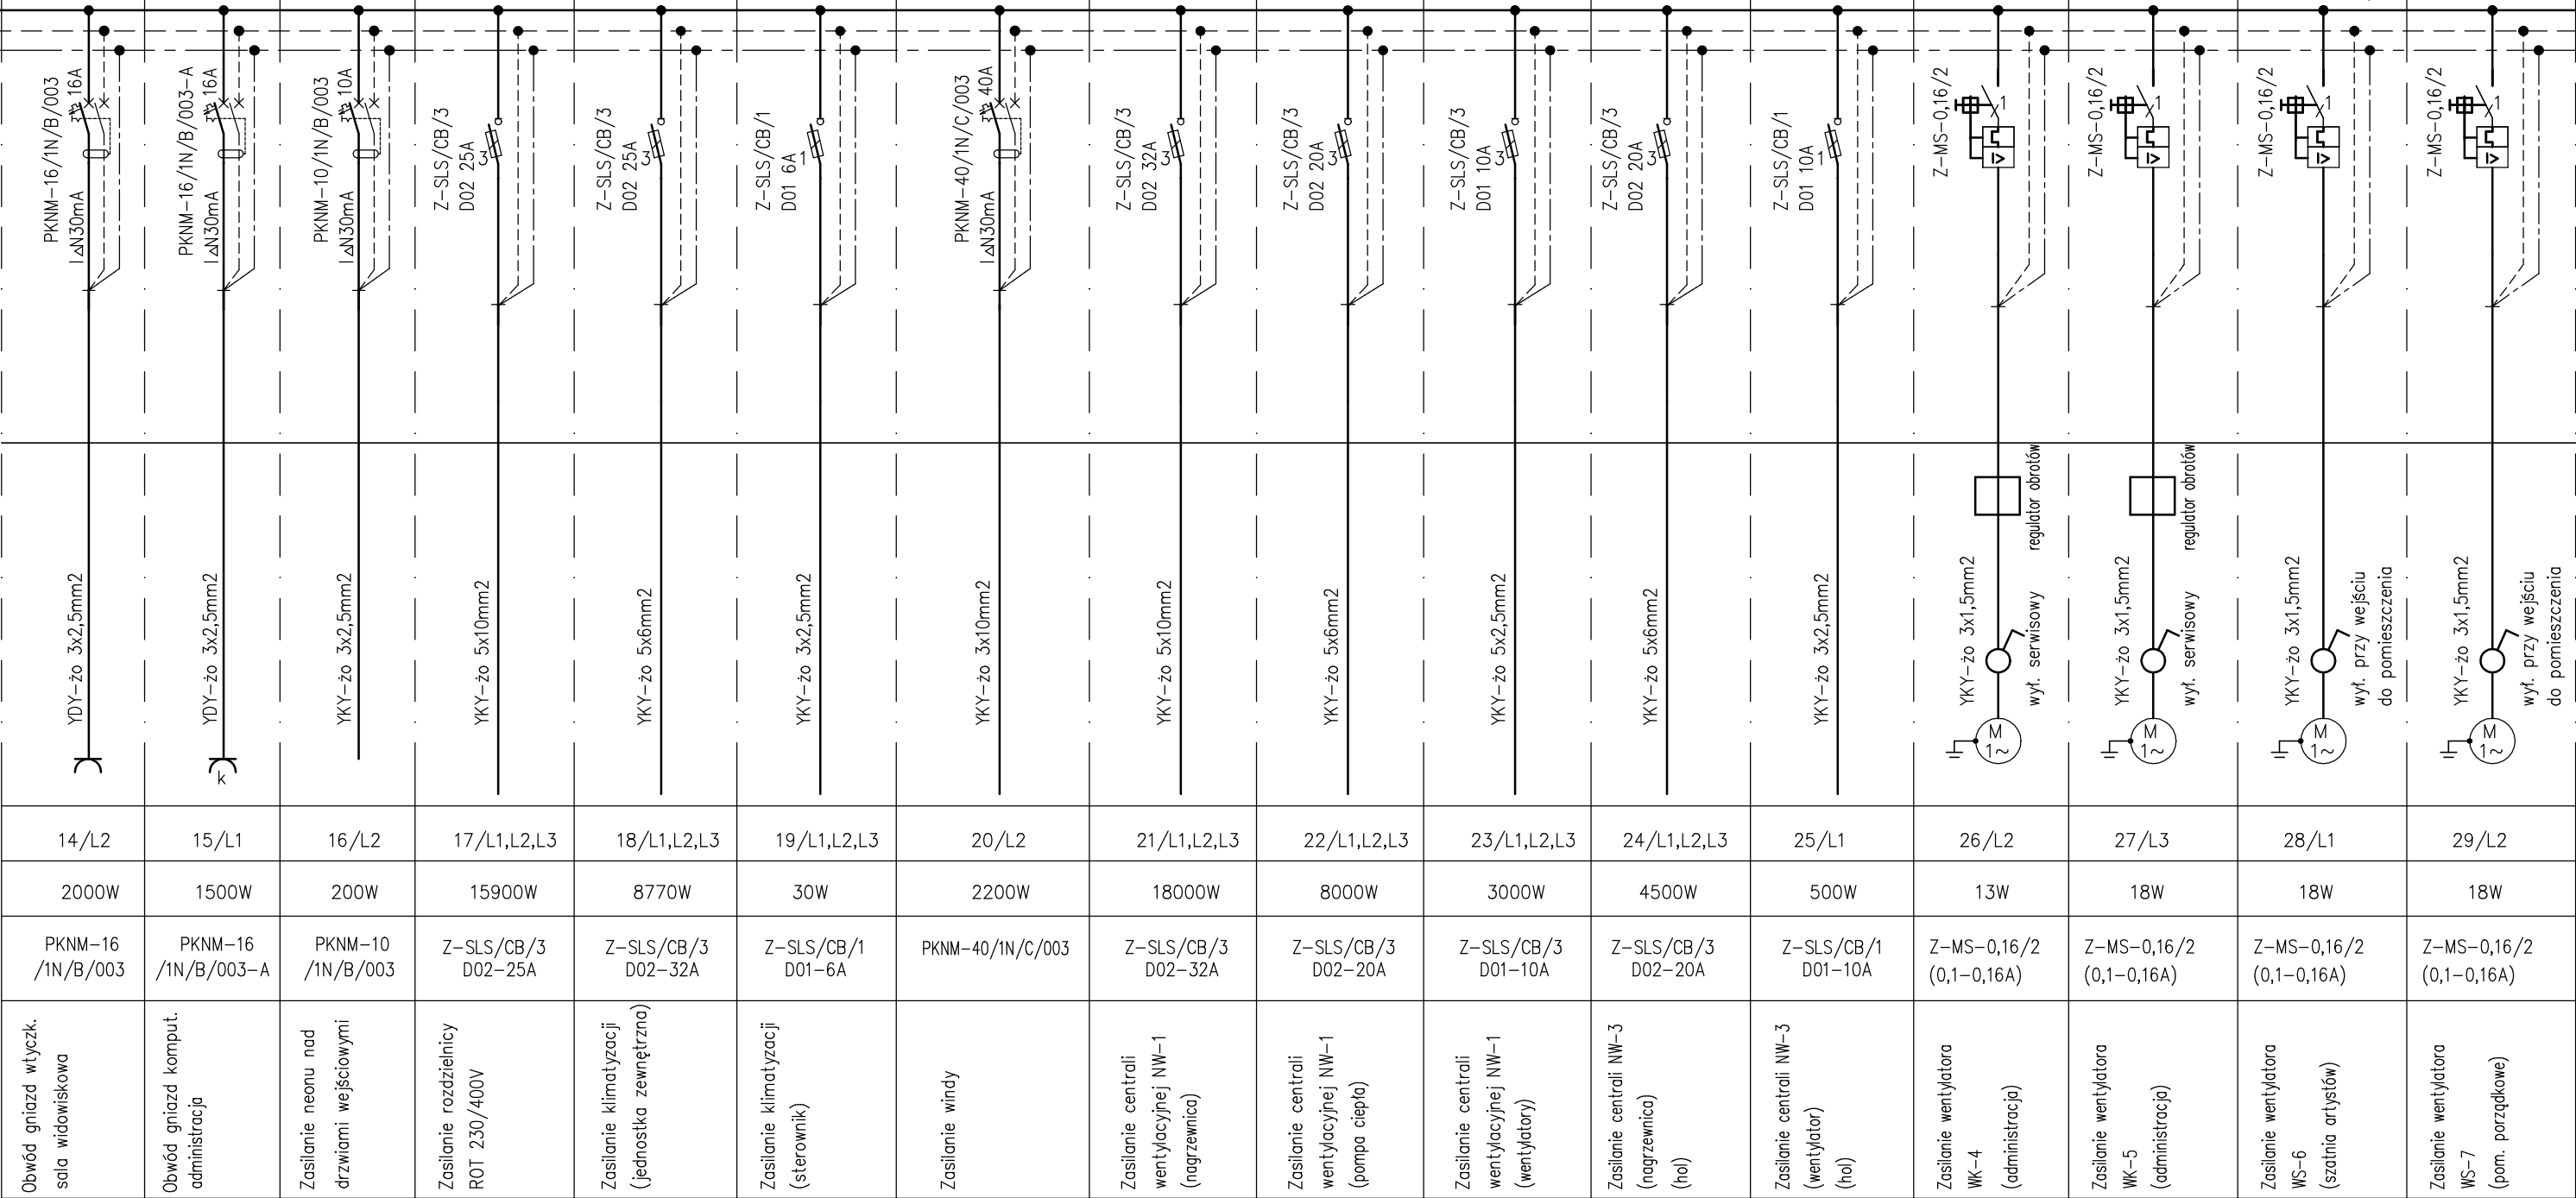 PKNM-16/1N/B/003
16A
I∆N30mA
YDY-żo 3x2,5mm2
PKNM-16/1N/B/003-A
16A
I∆N30mA
YDY-żo 3x2,5mm2
k
PKNM-10/1N/B/003
10A
I∆N30mA
YKY-żo 3x2,5mm2
Z-SLS/CB/3
D02 25A
3
YKY-żo 5x10mm2
Z-SLS/CB/3
D02 25A
3
YKY-żo 5x6mm2
Z-SLS/CB/1
D01 6A
1
YKY-żo 3x2,5mm2
PKNM-40/1N/C/003
40A
I∆N30mA
YKY-żo 3x10mm2
Z-SLS/CB/3
D02 32A
3
YKY-żo 5x10mm2
Z-SLS/CB/3
D02 20A
3
YKY-żo 5x6mm2
Z-SLS/CB/3
D01 10A
3
YKY-żo 5x2,5mm2
Z-SLS/CB/3
D02 20A
3
YKY-żo 5x6mm2
Z-SLS/CB/1
D01 10A
1
YKY-żo 3x2,5mm2
Z-MS-0,16/2
1
I>
regulator obrotów
YKY-żo 3x1,5mm2
wył. serwisowy
M
1~
Z-MS-0,16/2
1
I>
regulator obrotów
YKY-żo 3x1,5mm2
wył. serwisowy
M
1~
Z-MS-0,16/2
1
I>
YKY-żo 3x1,5mm2
wył. przy wejściu
do pomieszczenia
M
1~
Z-MS-0,16/2
1
I>
YKY-żo 3x1,5mm2
wył. przy wejściu
do pomieszczenia
M
1~
14/L2 15/L1 16/L2 17/L1,L2,L3 18/L1,L2,L3 19/L1,L2,L3 20/L2 21/L1,L2,L3 22/L1,L2,L3 23/L1,L2,L3 24/L1,L2,L3 25/L1 26/L2 27/L3 28/L1 29/L2
2000W 1500W 200W 15900W 8770W 30W 2200W 18000W 8000W 3000W 4500W 500W 13W 18W 18W 18W
PKNM-16
/1N/B/003
PKNM-16
/1N/B/003-A
PKNM-10
/1N/B/003
Z-SLS/CB/3
D02-25A
Z-SLS/CB/3
D02-32A
Z-SLS/CB/1
D01-6A
PKNM-40/1N/C/003
Z-SLS/CB/3
D02-32A
Z-SLS/CB/3
D02-20A
Z-SLS/CB/3
D01-10A
Z-SLS/CB/3
D02-20A
Z-SLS/CB/1
D01-10A
Z-MS-0,16/2
(0,1-0,16A)
Z-MS-0,16/2
(0,1-0,16A)
Z-MS-0,16/2
(0,1-0,16A)
Z-MS-0,16/2
(0,1-0,16A)
Obwód gniazd wtyczk.
sala widowiskowa
Obwód gniazd komput.
administracja
Zasilanie neonu nad
drzwiami wejściowymi
Zasilanie rozdzielnicy
ROT 230/400V
Zasilanie klimatyzacji
(jednostka zewnętrzna)
Zasilanie klimatyzacji
(sterownik)
Zasilanie windy
Zasilanie centrali
wentylacyjnej NW-1
(nagrzewnica)
Zasilanie centrali
wentylacyjnej NW-1
(pompa ciepła)
Zasilanie centrali
wentylacyjnej NW-1
(wentylatory)
Zasilanie centrali NW-3
(nagrzewnica)
(hol)
Zasilanie centrali NW-3
(wentylator)
(hol)
Zasilanie wentylatora
WK-4
(administracja)
Zasilanie wentylatora
WK-5
(administracja)
Zasilanie wentylatora
WS-6
(szatnia artystów)
Zasilanie wentylatora
WS-7
(pom. porządkowe)